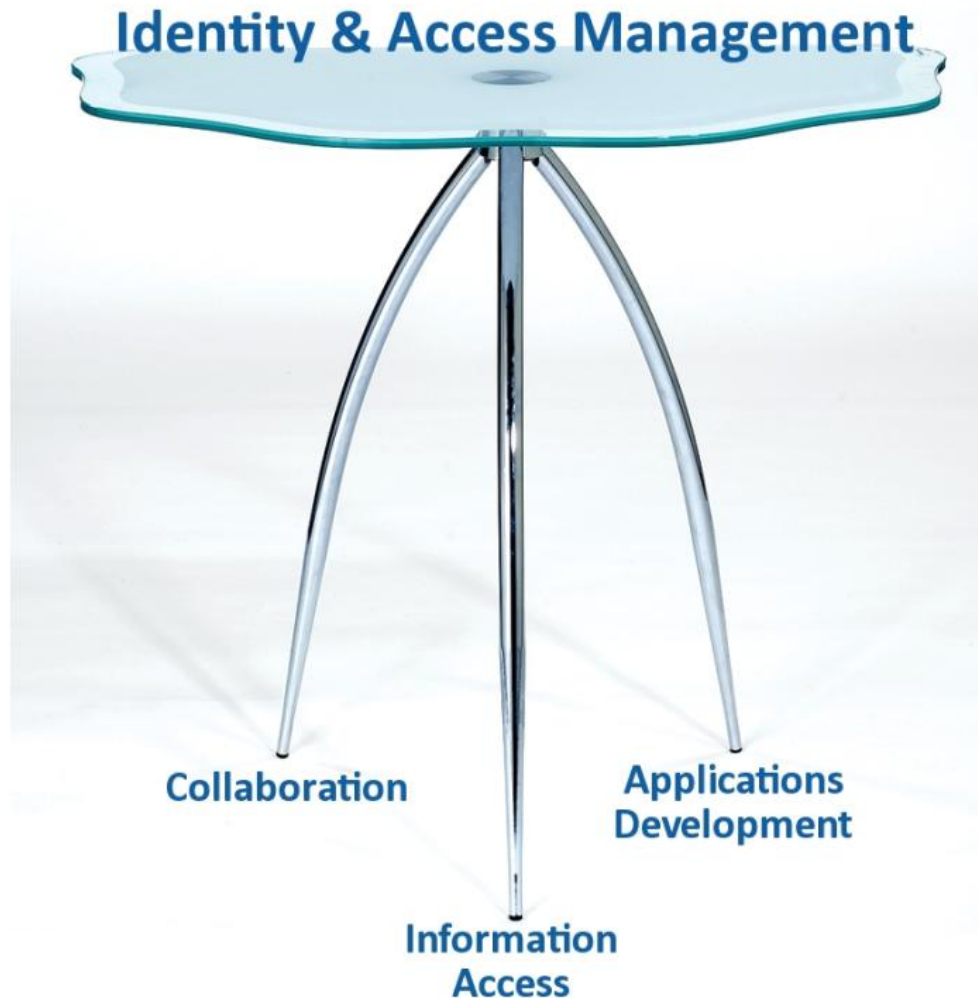 Identity & Access Management
Collaboration
Applications
Development
Information
Access